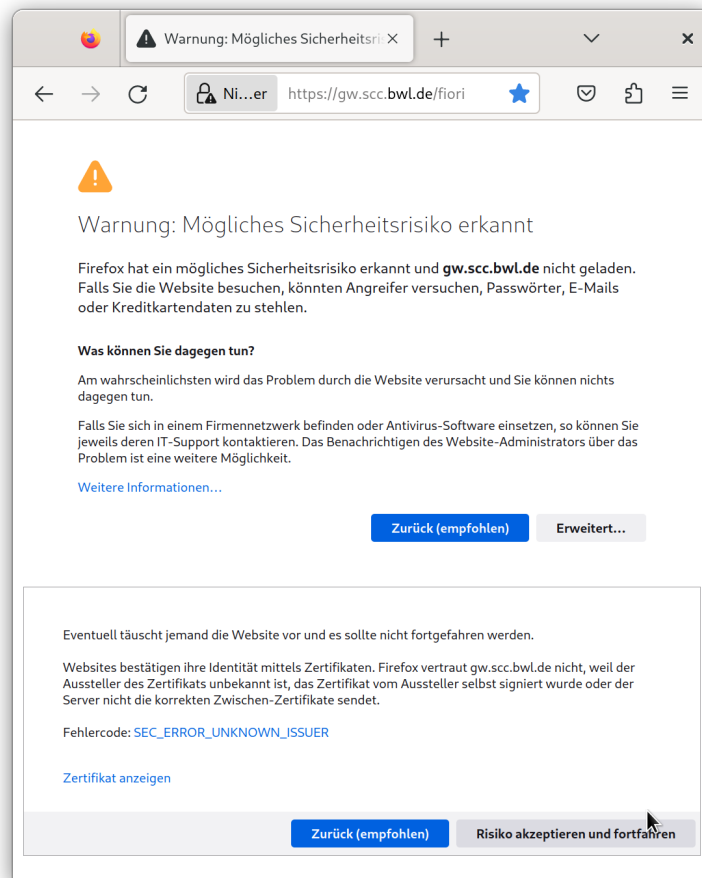 Warnung: Mögliches Sicherheitsri
Ni…er https://gw.scc.bwl.de/fiori
Warnung: Mögliches Sicherheitsrisiko erkannt
Firefox hat ein mögliches Sicherheitsrisiko erkannt und gw.scc.bwl.de nicht geladen.
Falls Sie die Website besuchen, könnten Angreifer versuchen, Passwörter, E-Mails
oder Kreditkartendaten zu stehlen.
Was können Sie dagegen tun?
Am wahrscheinlichsten wird das Problem durch die Website verursacht und Sie können nichts
dagegen tun.
Falls Sie sich in einem Firmennetzwerk befinden oder Antivirus-Software einsetzen, so können Sie
jeweils deren IT-Support kontaktieren. Das Benachrichtigen des Website-Administrators über das
Problem ist eine weitere Möglichkeit.
Weitere Informationen…
Zurück (empfohlen) Erweitert…
Eventuell täuscht jemand die Website vor und es sollte nicht fortgefahren werden.
Websites bestätigen ihre Identität mittels Zertifikaten. Firefox vertraut gw.scc.bwl.de nicht, weil der
Aussteller des Zertifikats unbekannt ist, das Zertifikat vom Aussteller selbst signiert wurde oder der
Server nicht die korrekten Zwischen-Zertifikate sendet.
Fehlercode: SEC_ERROR_UNKNOWN_ISSUER
Zertifikat anzeigen
Zurück (empfohlen) Risiko akzeptieren und fortfahren